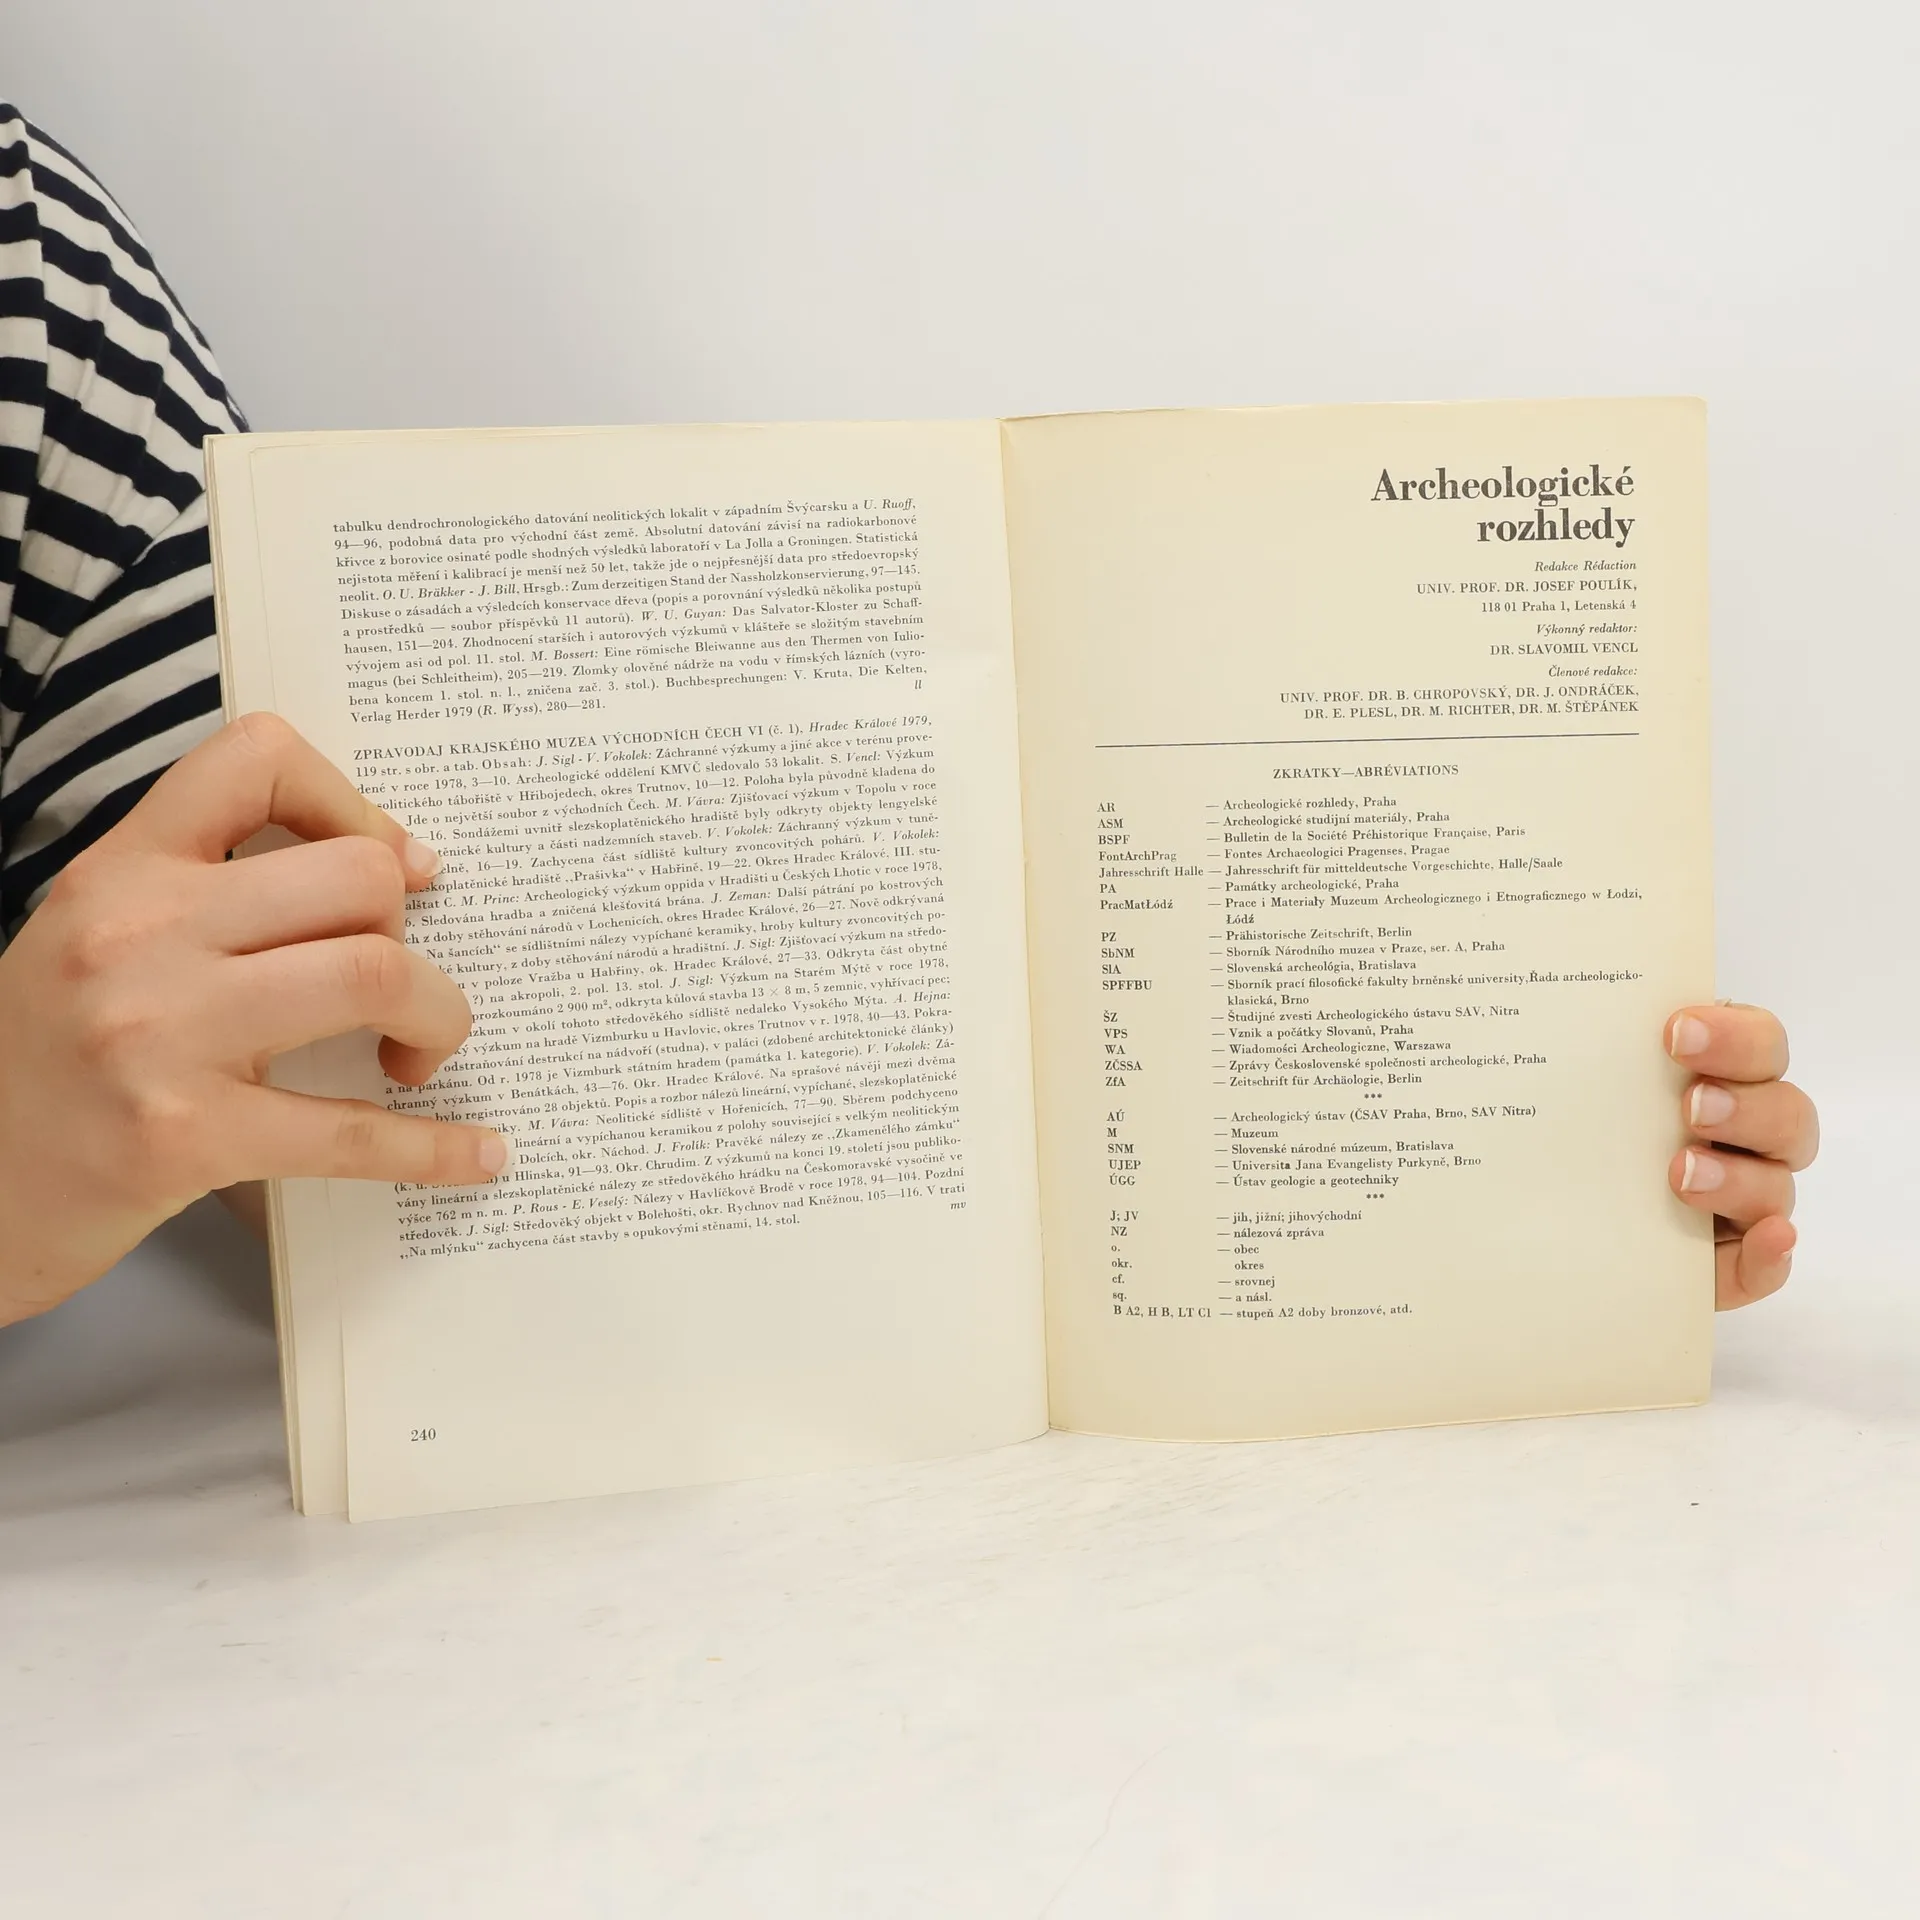 tabulku dendrochronologického datování neolitických lokalit v západním Švýcarsku a U. Ruoff,
94—96, podobná data pro východní část země. Absolutní datování závisí na radiokarbonové
křivce z borovice osinaté podle shodných výsledků laboratoří v La Jolla a Groningen. Statistická
nejistota měření i kalibrací je menší než 50 let, takže jde o nejpřesnější data pro středoevropský
neolit. O. U. Bräkker - J. Bill, Hrsgb.: Zum derzeitigen Stand der Nassholzkonservierung, 97—145.
Diskuse o zásadách a výsledcích konservace dřeva (popis a porovnání výsledků několika postupů
a prostředků — soubor příspěvků 11 autorů). W. U. Guyan: Das Salvator-Kloster zu Schaff-
hausen, 151—204. Zhodnocení starších i autorových výzkumů v klášteře se složitým stavebním
vývojem asi od pol. 11. stol. M. Bossert: Eine römische Bleiwanne aus den Thermen von Iulio-
magus (bei Schleitheim), 205—219. Zlomky olověné nádrže na vodu v římských lázních (vyro-
bena koncem 1. stol. n. l., zničena zač. 3. stol.). Buchbesprechungen: V. Kruta, Die Kelten,
Verlag Herder 1979 (R. Wyss), 280—281.
ll
ZPRAVODAJ KRAJSKÉHO MUZEA VÝCHODNÍCH ČECH VI (č. 1), Hradec Králové 1979,
119 str. s obr. a tab. Obsah: J. Sigl - V. Vokolek: Záchranné výzkumy a jiné akce v terénu prove-
dené v roce 1978, 3—10. Archeologické oddělení KMVČ sledovalo 53 lokalit. S. Vencl: Výzkum
solitického tábořiště v Hřibojedech, okres Trutnov, 10—12. Poloha byla původně kladena do
Jde o největší soubor z východních Čech. M. Vávra: Zjišťovací výzkum v Topolu v roce
—16. Sondážemi uvnitř slezskoplatěnického hradiště byly odkryty objekty lengyelské
těnické kultury a části nadzemních staveb. V. Vokolek: Záchranný výzkum v tuně-
elně, 16—19. Zachycena část sídliště kultury zvoncovitých pohárů. V. Vokolek:
zskoplatěnické hradiště „Prašivka“ v Habřině, 19—22. Okres Hradec Králové, III. stu-
alštat C. M. Princ: Archeologický výzkum oppida v Hradišti u Českých Lhotic v roce 1978,
6. Sledována hradba a zničená klešťovitá brána. J. Zeman: Další pátrání po kostrových
ch z doby stěhování národů v Lochenicích, okres Hradec Králové, 26—27. Nově odkrývaná
„Na šancích“ se sídlištními nálezy vypíchané keramiky, hroby kultury zvoncovitých po-
ké kultury, z doby stěhování národů a hradištní. J. Sigl: Zjišťovací výzkum na středo-
u v poloze Vražba u Habřiny, ok. Hradec Králové, 27—33. Odkryta část obytné
?) na akropoli, 2. pol. 13. stol. J. Sigl: Výzkum na Starém Mýtě v roce 1978,
prozkoumáno 2 900 m², odkryta kůlová stavba 13 × 8 m, 5 zemnic, vyhřívací pec;
zkum v okolí tohoto středověkého sídliště nedaleko Vysokého Mýta. A. Hejna:
ký výzkum na hradě Vizmburku u Havlovic, okres Trutnov v r. 1978, 40—43. Pokra-
odstraňování destrukcí na nádvoří (studna), v paláci (zdobené architektonické články)
a na parkánu. Od r. 1978 je Vizmburk státním hradem (památka 1. kategorie). V. Vokolek: Zá-
chranný výzkum v Benátkách, 43—76. Okr. Hradec Králové. Na sprašové návěji mezi dvěma
bylo registrováno 28 objektů. Popis a rozbor nálezů lineární, vypíchané, slezskoplatěnické
niky. M. Vávra: Neolitické sídliště v Hořenicích, 77—90. Sběrem podchyceno
lineární a vypíchanou keramikou z polohy související s velkým neolitickým
Dolcích, okr. Náchod. J. Frolík: Pravěké nálezy ze „Zkamenělého zámku“
(k. ú. ) u Hlinska, 91—93. Okr. Chrudim. Z výzkumů na konci 19. století jsou publiko-
vány lineární a slezskoplatěnické nálezy ze středověkého hrádku na Českomoravské vysočině ve
výšce 762 m n. m. P. Rous - E. Veselý: Nálezy v Havlíčkově Brodě v roce 1978, 94—104. Pozdní
středověk. J. Sigl: Středověký objekt v Bolehošti, okr. Rychnov nad Kněžnou, 105—116. V trati
„Na mlýnku“ zachycena část stavby s opukovými stěnami, 14. stol.
mv
240
Archeologické
rozhledy
Redakce Rédaction
UNIV. PROF. DR. JOSEF POULÍK,
118 01 Praha 1, Letenská 4
Výkonný redaktor:
DR. SLAVOMIL VENCL
Členové redakce:
UNIV. PROF. DR. B. CHROPOVSKÝ, DR. J. ONDRÁČEK,
DR. E. PLESL, DR. M. RICHTER, DR. M. ŠTĚPÁNEK
ZKRATKY—ABRÉVIATIONS
AR — Archeologické rozhledy, Praha
ASM — Archeologické studijní materiály, Praha
BSPF — Bulletin de la Société Préhistorique Française, Paris
FontArchPrag — Fontes Archaeologici Pragenses, Pragae
Jahresschrift Halle — Jahresschrift für mitteldeutsche Vorgeschichte, Halle/Saale
PA — Památky archeologické, Praha
PracMatŁódź — Prace i Materiały Muzeum Archeologicznego i Etnograficznego w Łodzi,
Łódź
PZ — Prähistorische Zeitschrift, Berlin
SbNM — Sborník Národního muzea v Praze, ser. A, Praha
SlA — Slovenská archeológia, Bratislava
SPFFBU — Sborník prací filosofické fakulty brněnské university, Řada archeologicko-
klasická, Brno
ŠZ — Študijné zvesti Archeologického ústavu SAV, Nitra
VPS — Vznik a počátky Slovanů, Praha
WA — Wiadomości Archeologiczne, Warszawa
ZČSSA — Zprávy Československé společnosti archeologické, Praha
ZfA — Zeitschrift für Archäologie, Berlin
***
AÚ — Archeologický ústav (ČSAV Praha, Brno, SAV Nitra)
M — Muzeum
SNM — Slovenské národné múzeum, Bratislava
UJEP — Universita Jana Evangelisty Purkyně, Brno
ÚGG — Ústav geologie a geotechniky
***
J; JV — jih, jižní; jihovýchodní
NZ — nálezová zpráva
o. — obec
okr. okres
cf. — srovnej
sq. — a násl.
B A2, H B, LT C1 — stupeň A2 doby bronzové, atd.